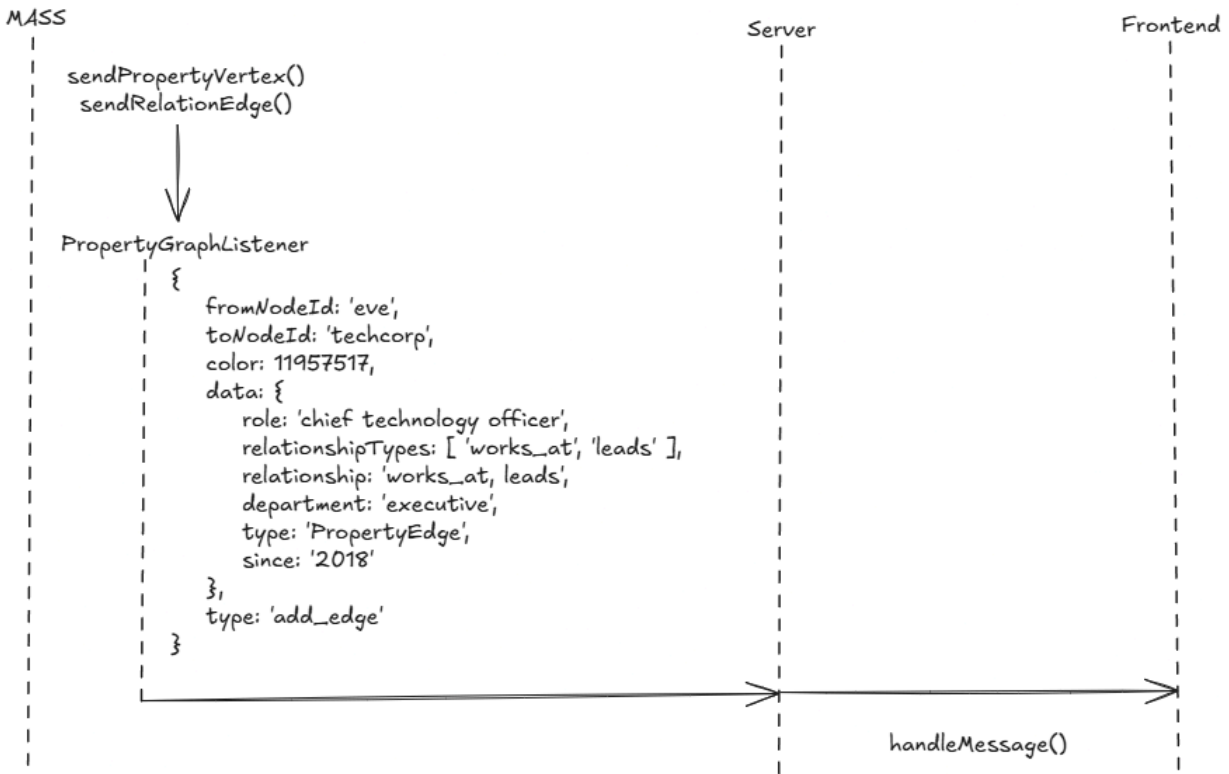 MASS
Server
Frontend
sendPropertyVertex()
sendRelationEdge()
PropertyGraphListener
{
fromNodeId: 'eve',
toNodeId: 'techcorp',
color: 11957517,
data: {
role: 'chief technology officer',
relationshipTypes: [ 'works_at', 'leads' ],
relationship: 'works_at, leads',
department: 'executive',
type: 'PropertyEdge',
since: '2018'
},
type: 'add_edge'
}
handleMessage()